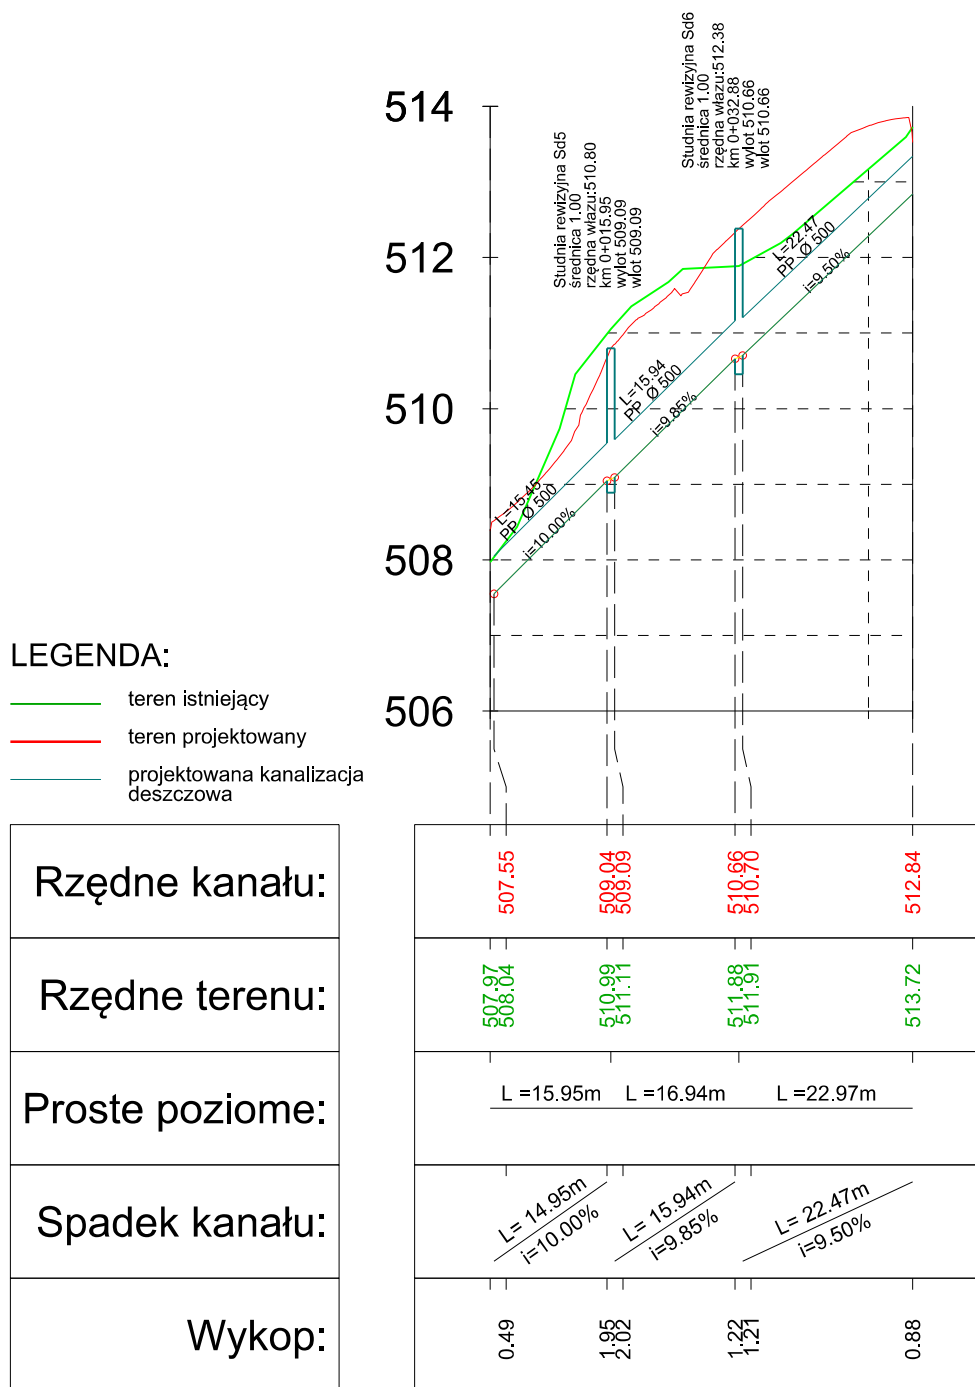 Studnia rewizyjna Sd6
średnica 1.00
rzędna włazu:512.38
km 0+032.88
wylot 510.66
wlot 510.66
Studnia rewizyjna Sd5
średnica 1.00
rzędna włazu:510.80
km 0+015.95
wylot 509.09
wlot 509.09
514
512
510
508
506
L=22.47
PP Ø 500
i=9.50%
L=15.94
PP Ø 500
i=9.85%
L=15.45
PP Ø 500
i=10.00%
LEGENDA:
teren istniejący
teren projektowany
projektowana kanalizacja
deszczowa
Rzędne kanału:
507.55
509.04
509.09
510.66
510.70
512.84
Rzędne terenu:
507.97
508.04
510.99
511.11
511.88
511.91
513.72
Proste poziome:
L =15.95m
L =16.94m
L =22.97m
Spadek kanału:
L= 14.95m
i=10.00%
L= 15.94m
i=9.85%
L= 22.47m
i=9.50%
Wykop:
0.49
1.95
2.02
1.22
1.21
0.88